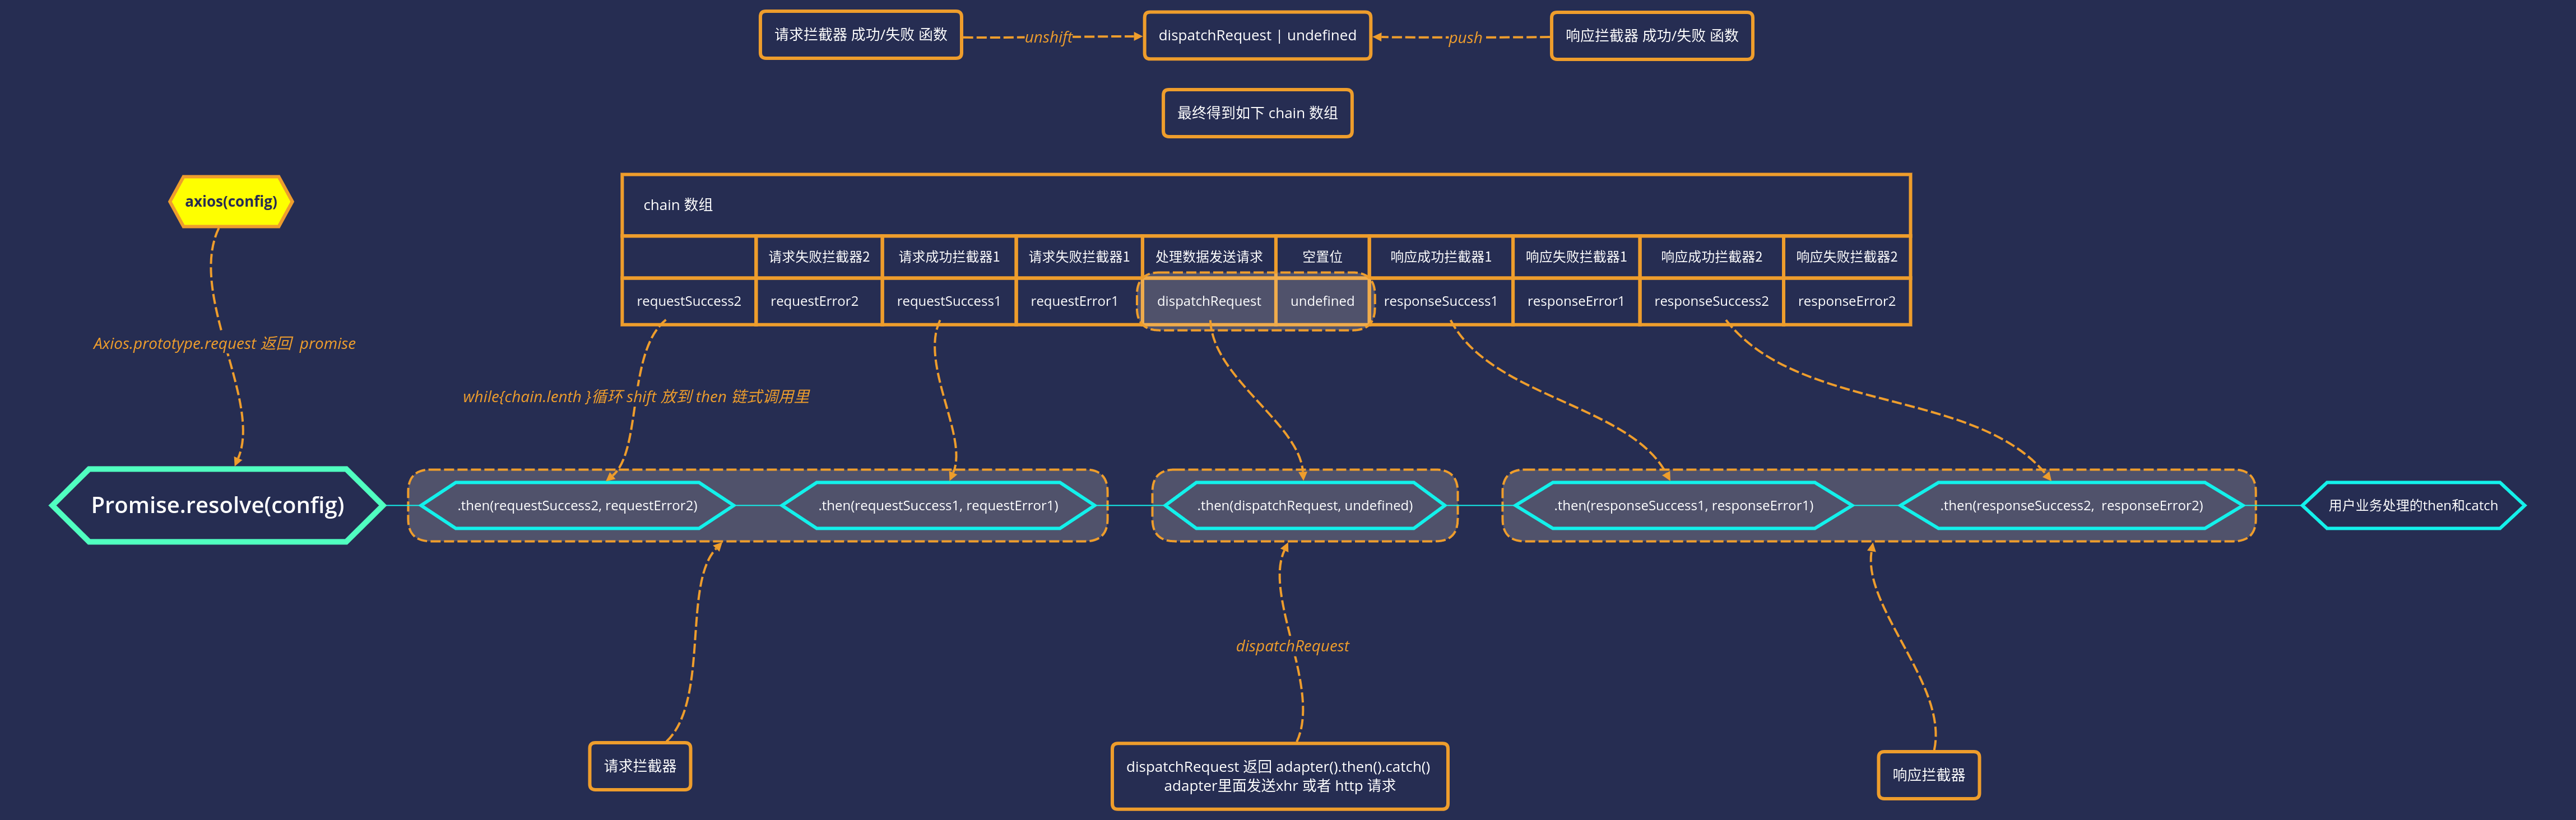 请求拦截器 成功/失败 函数
unshift
dispatchRequest | undefined
push
响应拦截器 成功/失败 函数
最终得到如下 chain 数组
axios(config)
chain 数组
请求失败拦截器2
请求成功拦截器1
请求失败拦截器1
处理数据发送请求
空置位
响应成功拦截器1
响应失败拦截器1
响应成功拦截器2
响应失败拦截器2
requestSuccess2
requestError2
requestSuccess1
requestError1
dispatchRequest
undefined
responseSuccess1
responseError1
responseSuccess2
responseError2
Axios.prototype.request 返回 promise
while{chain.lenth }循环 shift 放到 then 链式调用里
Promise.resolve(config)
.then(requestSuccess2, requestError2)
.then(requestSuccess1, requestError1)
.then(dispatchRequest, undefined)
.then(responseSuccess1, responseError1)
.then(responseSuccess2, responseError2)
用户业务处理的then和catch
dispatchRequest
请求拦截器
dispatchRequest 返回 adapter().then().catch()
adapter里面发送xhr 或者 http 请求
响应拦截器